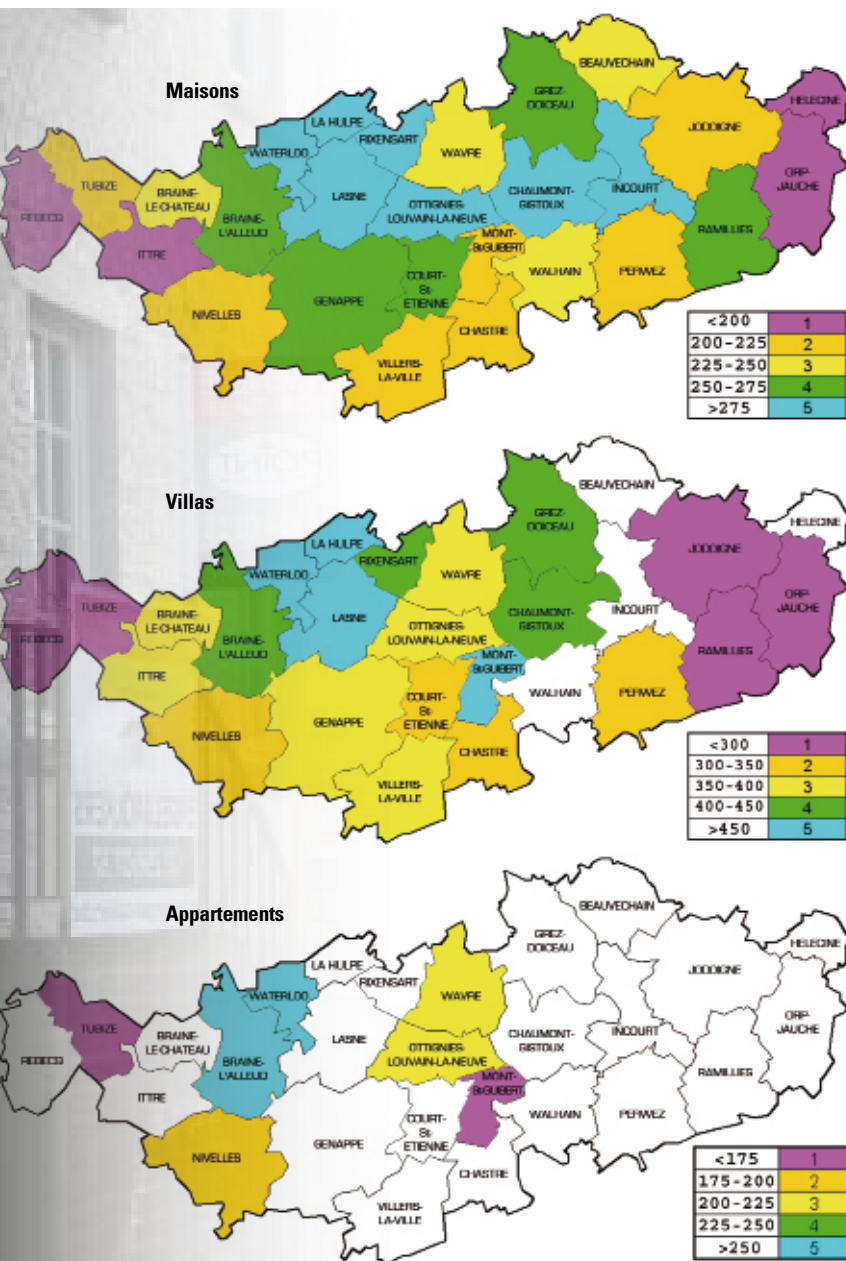 Maisons
BEAUVECHAIN
GREZ-
DOICEAU
HELECINE
LA HULPE
RIXENSART
WAVRE
JODOIGNE
WATERLOO
ORP-
JAUCHE
TUBIZE
BRAINE-
LE-CHATEAU
LASNE
CHAUMONT-
GISTOUX
INCOURT
REBECQ
BRAINE-
L'ALLEUD
OTTIGNIES-
LOUVAIN-LA-NEUVE
RAMILLIES
ITTRE
MONT-
St-GUIBERT
WALHAIN
PERWEZ
GENAPPE
COURT-
St-
ETIENNE
NIVELLES
CHASTRE
VILLERS-
LA-VILLE
<200 1
200-225 2
225-250 3
250-275 4
>275 5
POINT
Villas
BEAUVECHAIN
GREZ-
DOICEAU
HELECINE
LA HULPE
RIXENSART
WAVRE
JODOIGNE
WATERLOO
ORP-
JAUCHE
TUBIZE
BRAINE-
LE-CHATEAU
LASNE
CHAUMONT-
GISTOUX
INCOURT
REBECQ
BRAINE-
L'ALLEUD
OTTIGNIES-
LOUVAIN-LA-NEUVE
RAMILLIES
ITTRE
MONT-
St-GUIBERT
WALHAIN
PERWEZ
GENAPPE
COURT-
St-
ETIENNE
NIVELLES
CHASTRE
VILLERS-
LA-VILLE
<300 1
300-350 2
350-400 3
400-450 4
>450 5
Appartements
BEAUVECHAIN
GREZ-
DOICEAU
HELECINE
LA HULPE
RIXENSART
WAVRE
JODOIGNE
WATERLOO
ORP-
JAUCHE
TUBIZE
BRAINE-
LE-CHATEAU
LASNE
CHAUMONT-
GISTOUX
INCOURT
REBECQ
BRAINE-
L'ALLEUD
OTTIGNIES-
LOUVAIN-LA-NEUVE
RAMILLIES
ITTRE
MONT-
St-GUIBERT
WALHAIN
PERWEZ
GENAPPE
COURT-
St-
ETIENNE
NIVELLES
CHASTRE
VILLERS-
LA-VILLE
<175 1
175-200 2
200-225 3
225-250 4
>250 5